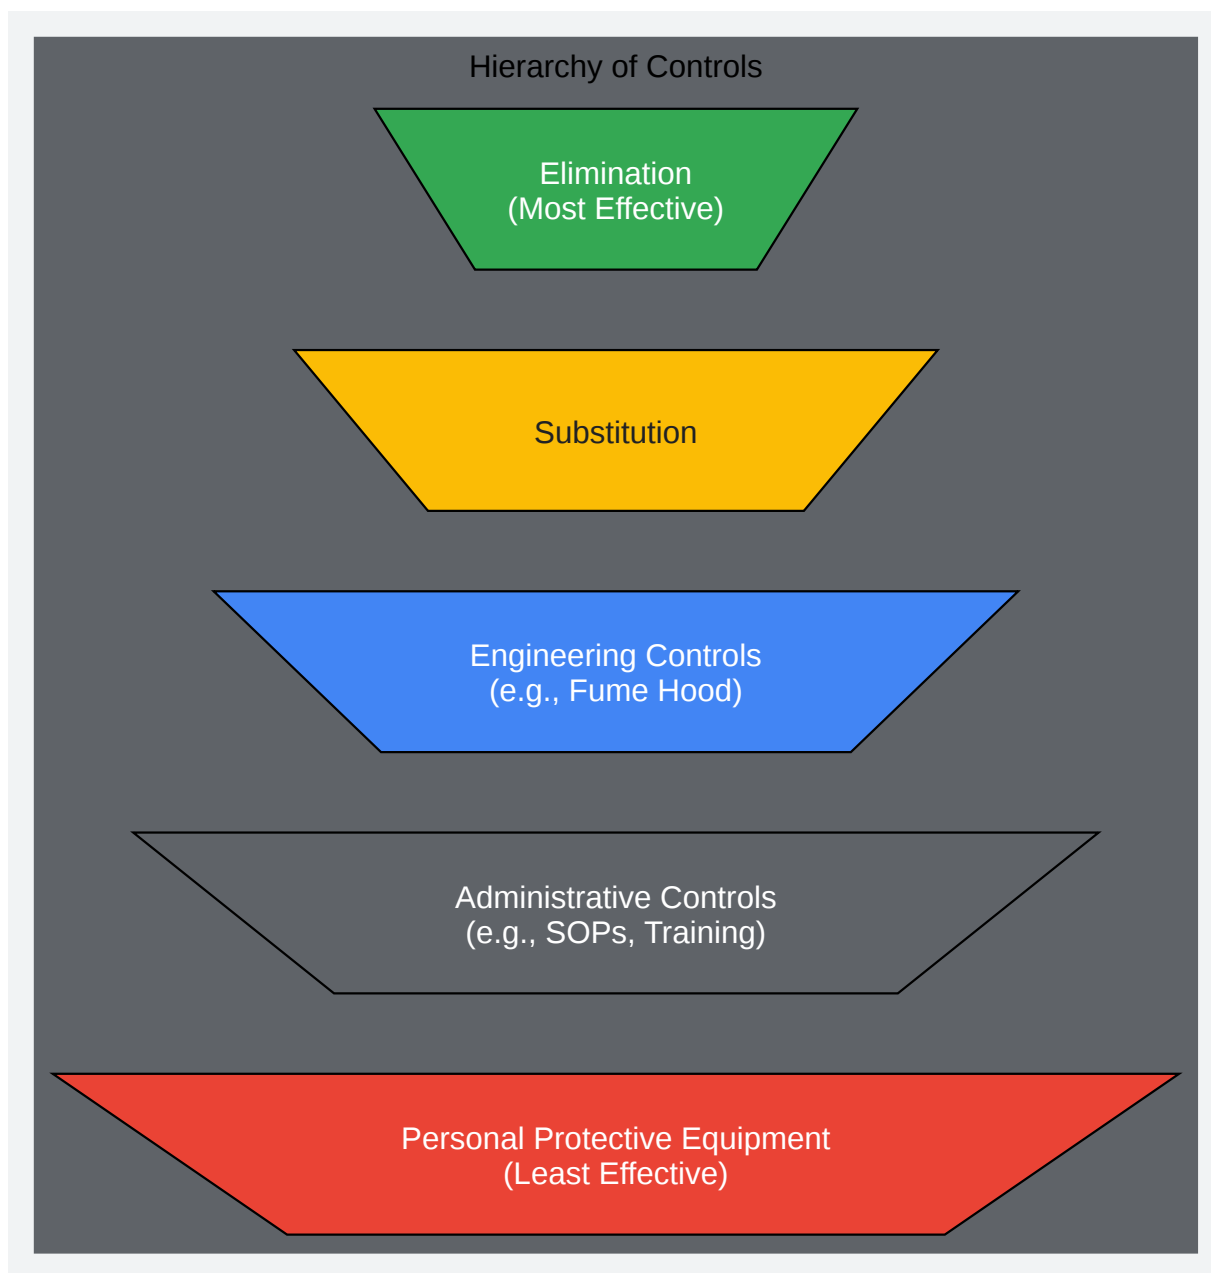 Hierarchy of Controls
Elimination
(Most Effective)
Substitution
Engineering Controls
(e.g., Fume Hood)
Administrative Controls
(e.g., SOPs, Training)
Personal Protective Equipment
(Least Effective)